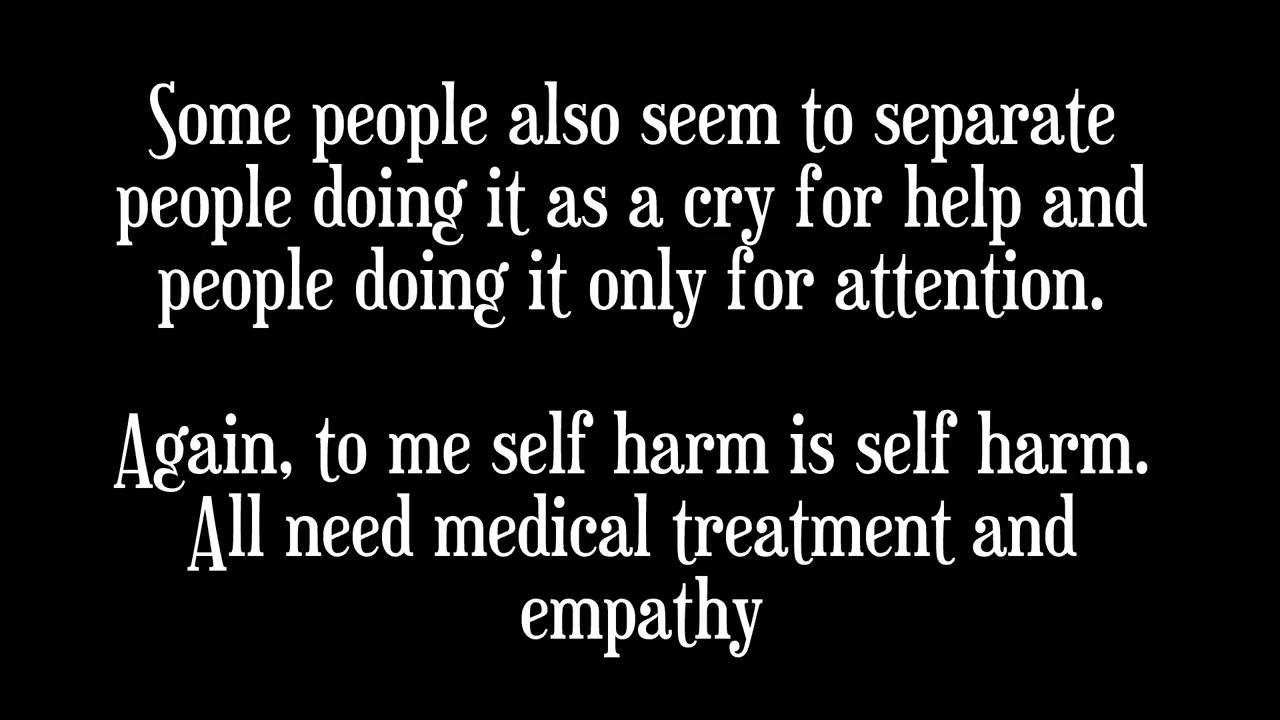 Some people also seem to separate
people doing it as a cry for help and
people doing it only for attention.
Again, to me self harm is self harm.
All need medical treatment and
empathy